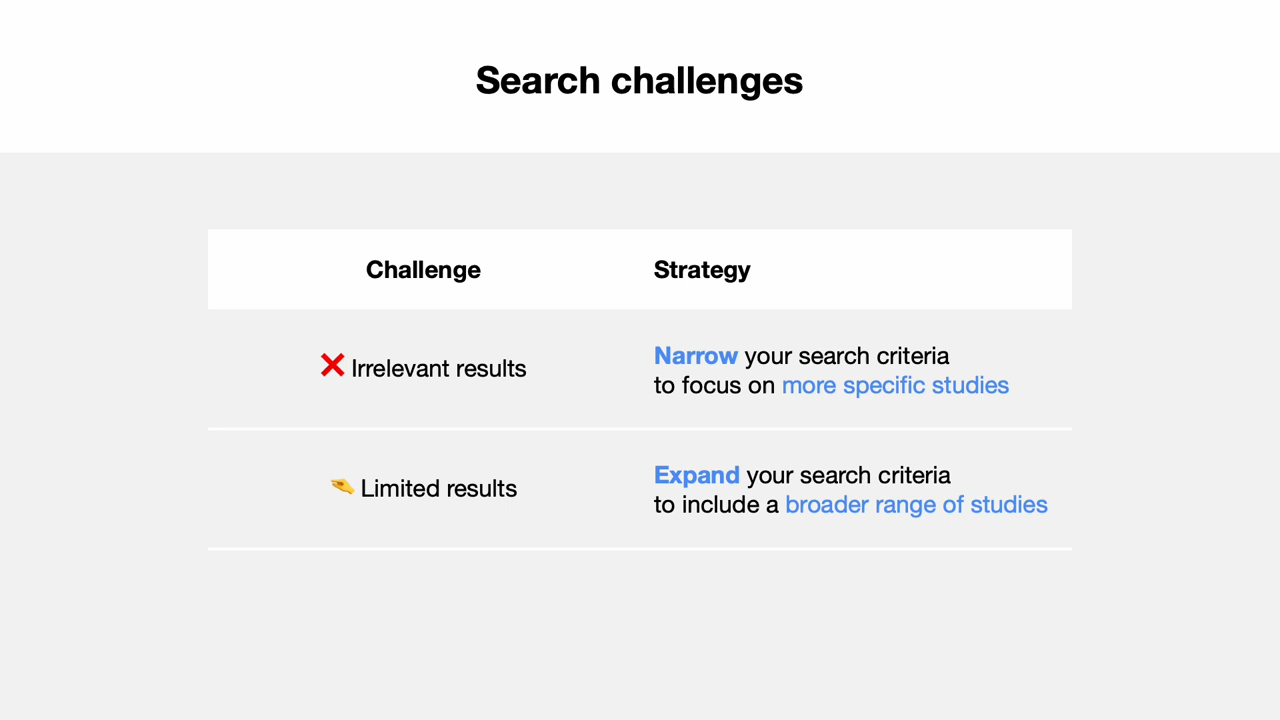 Search challenges
Challenge
Strategy
Irrelevant results
Narrow your search criteria
to focus on more specific studies
Limited results
Expand your search criteria
to include a broader range of studies